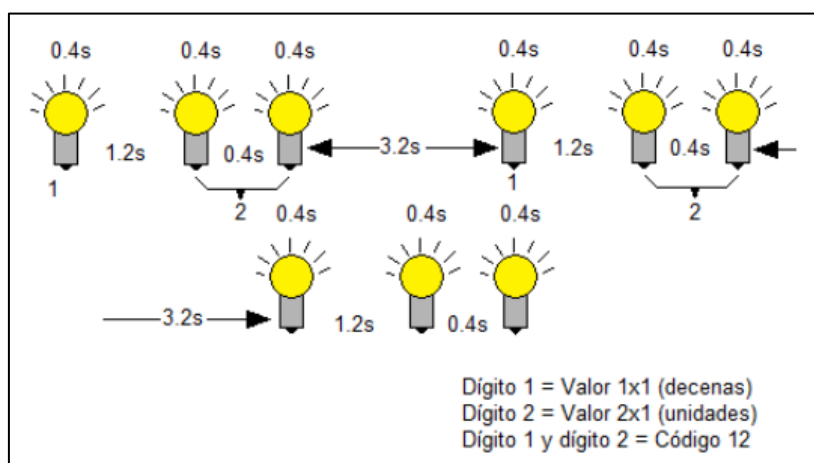 0.4s 0.4s 0.4s 0.4s 0.4s 0.4s
1.2s 0.4s 3.2s 1.2s 0.4s
1 2 1 2
0.4s 0.4s 0.4s
3.2s 1.2s 0.4s
Dígito 1 = Valor 1x1 (decenas)
Dígito 2 = Valor 2x1 (unidades)
Dígito 1 y dígito 2 = Código 12